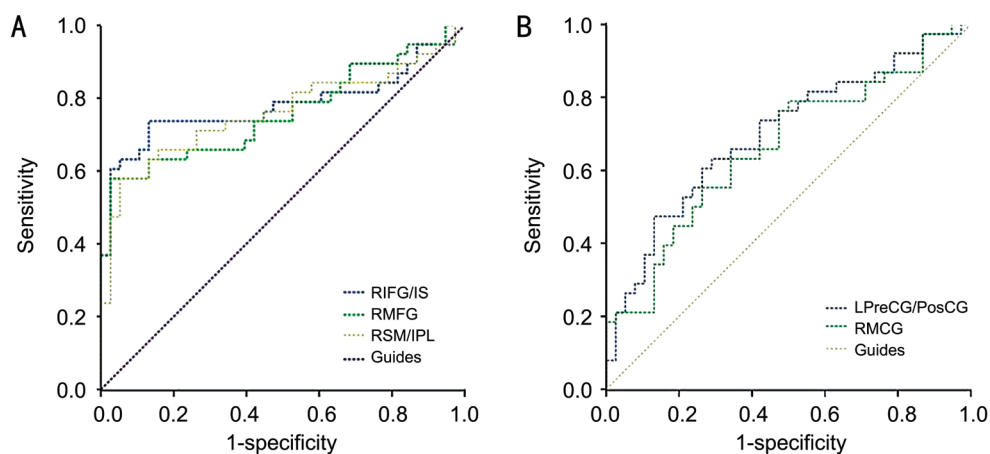 A
1.0
0.8
0.6
0.4
0.2
0.0
Sensitivity
RIFG/IS
RMFG
RSM/IPL
Guides
0.0 0.2 0.4 0.6 0.8 1.0
1-specificity
B
1.0
0.8
0.6
0.4
0.2
0.0
Sensitivity
LPreCG/PosCG
RMCG
Guides
0.0 0.2 0.4 0.6 0.8 1.0
1-specificity